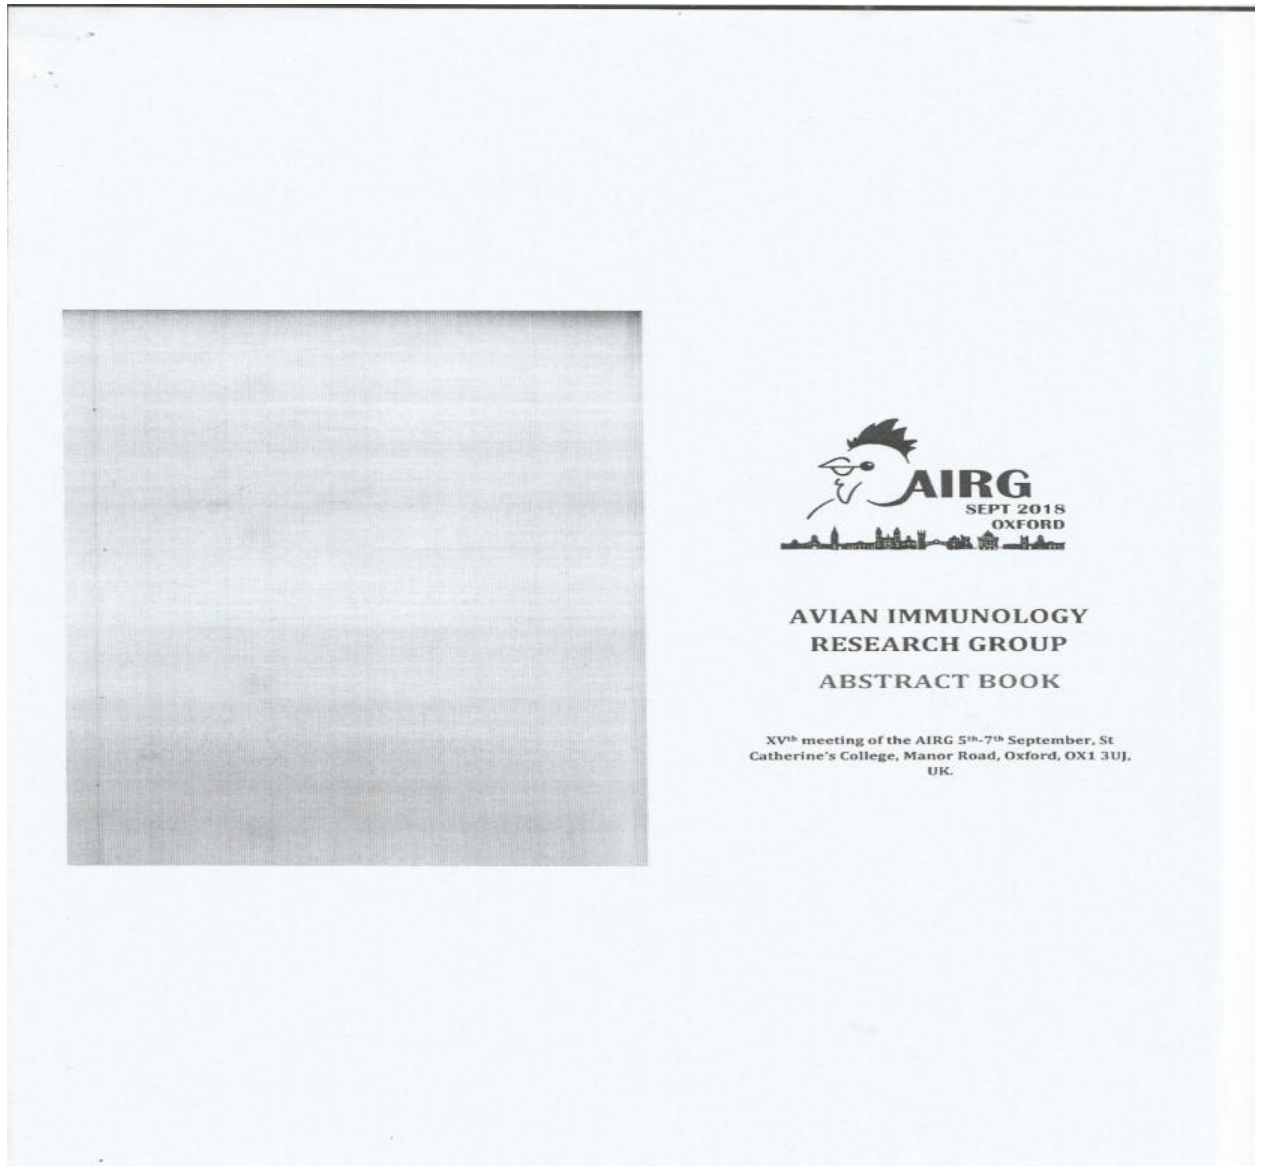 AIRG
SEPT 2018
OXFORD
AVIAN IMMUNOLOGY
RESEARCH GROUP
ABSTRACT BOOK
XVth meeting of the AIRG 5th-7th September, St
Catherine's College, Manor Road, Oxford, OX1 3UJ,
UK.